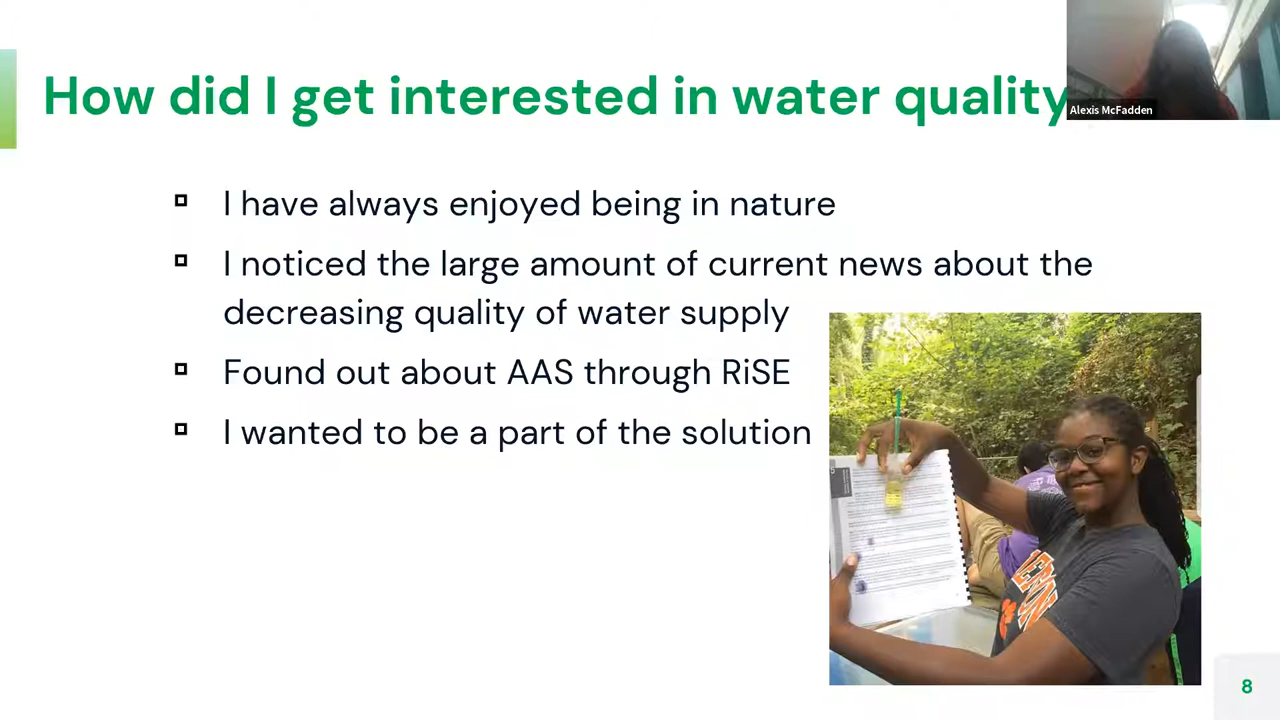 How did I get interested in water quality
Alexis McFadden
I have always enjoyed being in nature
I noticed the large amount of current news about the
decreasing quality of water supply
Found out about AAS through RiSE
I wanted to be a part of the solution
8